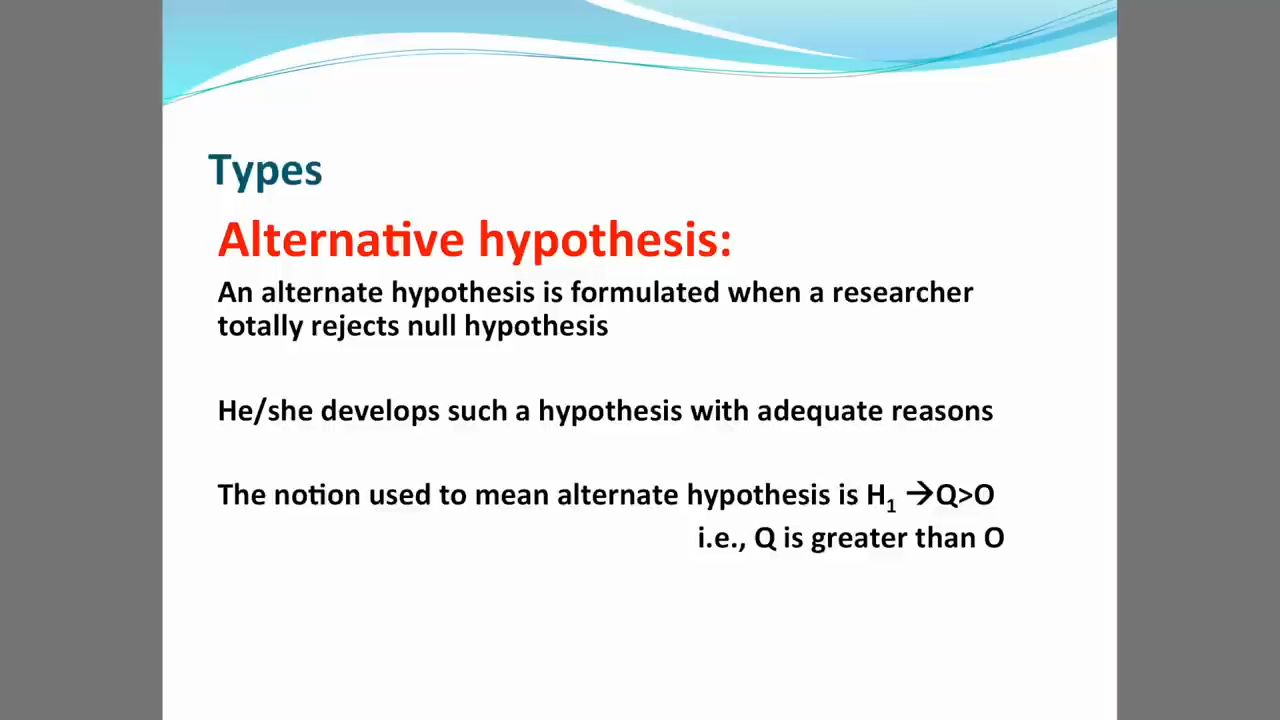 Types
Alternative hypothesis:
An alternate hypothesis is formulated when a researcher
totally rejects null hypothesis
He/she develops such a hypothesis with adequate reasons
The notion used to mean alternate hypothesis is H₁ →Q>O
i.e., Q is greater than O